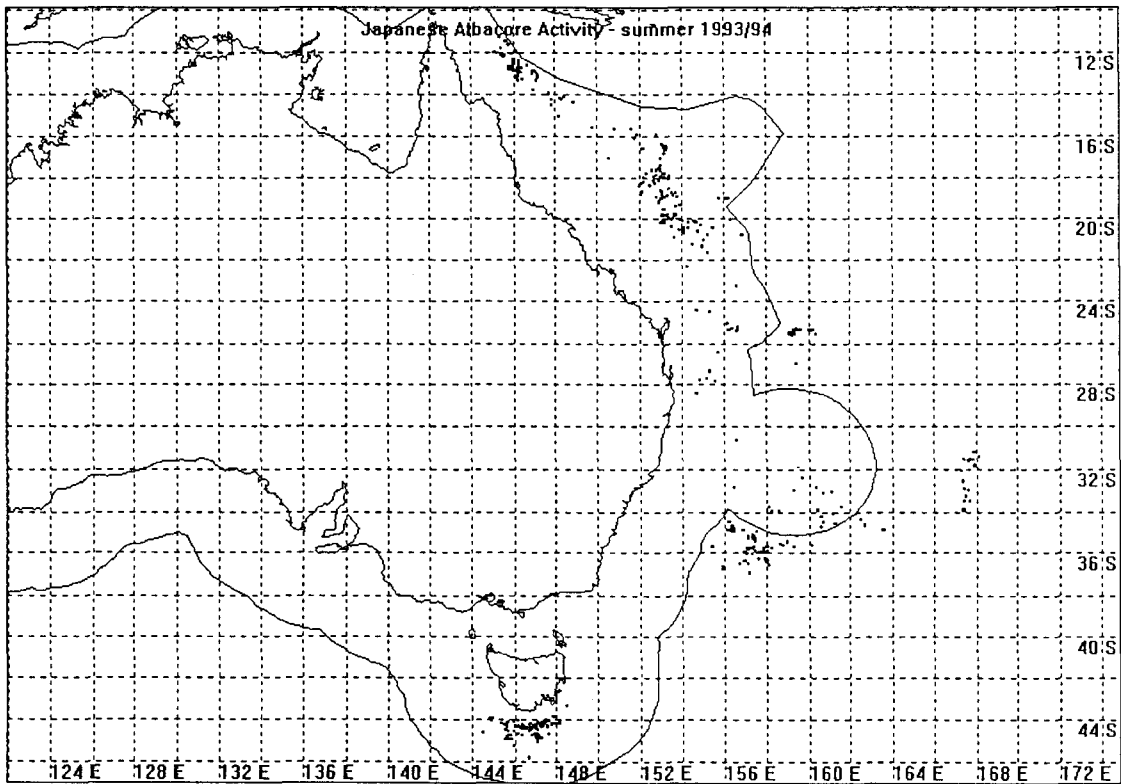 Japanese Albacore Activity - summer 1993/94
12'S
16'S
20'S
24'S
28'S
32'S
36'S
40'S
44'S
124 E 128 E 132 E 136 E 140 E 144 E 148 E 152 E 156 E 160 E 164 E 168 E 172 E